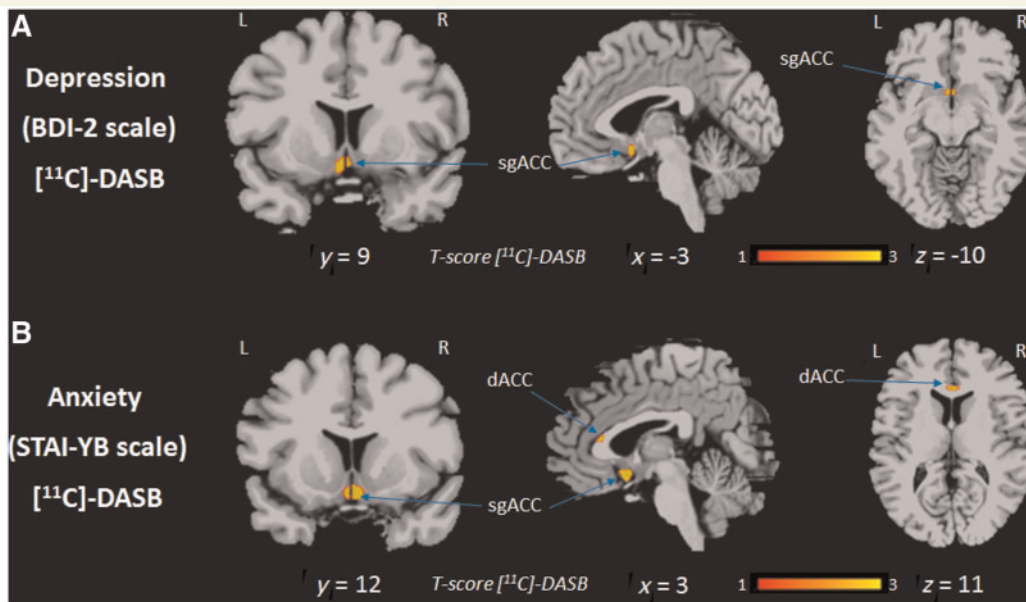 A
L R L R
Depression
(BDI-2 scale)
[¹¹C]-DASB
sgACC
sgACC
y = 9 T-score [¹¹C]-DASB x = -3 1 3 z = -10
B
L R L R
Anxiety
(STAI-YB scale)
[¹¹C]-DASB
dACC
dACC
sgACC
y = 12 T-score [¹¹C]-DASB x = 3 1 3 z = 11